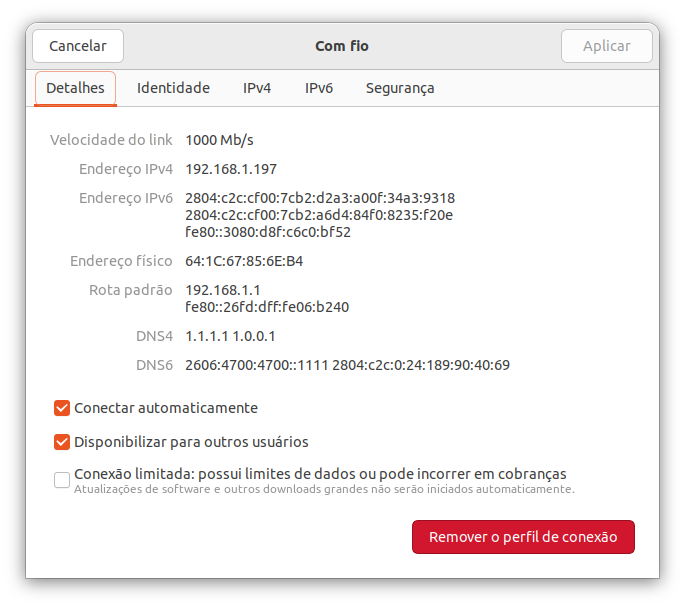 Cancelar
Com fio
Aplicar
Detalhes
Identidade
IPv4
IPv6
Segurança
Velocidade do link 1000 Mb/s
Endereço IPv4 192.168.1.197
Endereço IPv6 2804:c2c:cf00:7cb2:d2a3:a00f:34a3:9318
2804:c2c:cf00:7cb2:a6d4:84f0:8235:f20e
fe80::3080:d8f:c6c0:bf52
Endereço físico 64:1C:67:85:6E:B4
Rota padrão 192.168.1.1
fe80::26fd:dff:fe06:b240
DNS4 1.1.1.1 1.0.0.1
DNS6 2606:4700:4700::1111 2804:c2c:0:24:189:90:40:69
Conectar automaticamente
Disponibilizar para outros usuários
Conexão limitada: possui limites de dados ou pode incorrer em cobranças
Atualizações de software e outros downloads grandes não serão iniciados automaticamente.
Remover o perfil de conexão